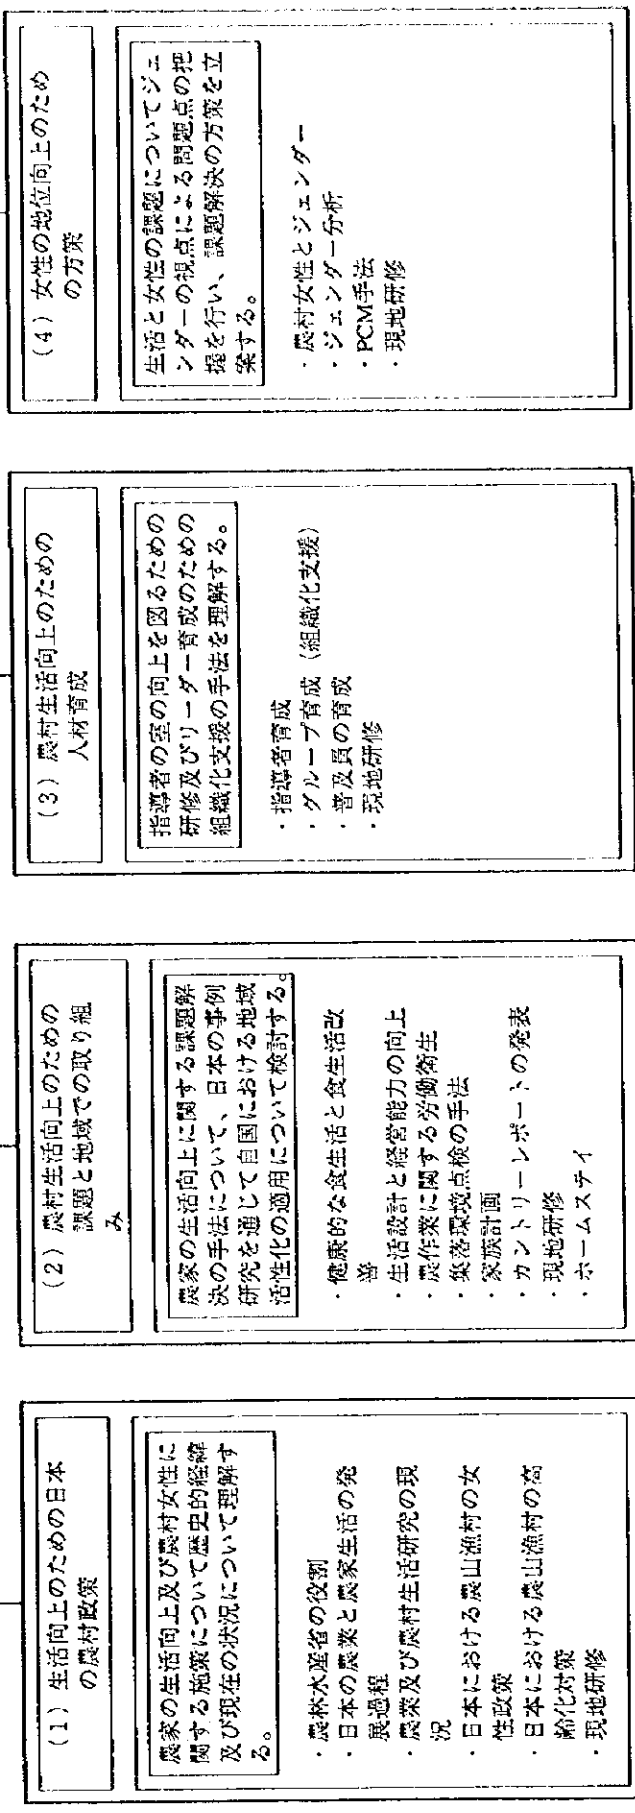 (1) 生活向上のための日本
の農村政策
農家の生活向上及び農村女性に
関する施策について歴史的経緯
及び現在の状況について理解す
る。
・農林水産省の役割
・日本の農業と農家生活の発
展過程
・農業及び農村生活研究の現
況
・日本における農山漁村の女
性政策
・日本における農山漁村の高
齢化対策
・現地研修
(2) 農村生活向上のための
課題と地域での取り組
み
農家の生活向上に関する課題解
決の手法について、日本の事例
研究を通じて自国における地域
活性化の適用について検討する。
・健康的な食生活と食生活改
善
・生活設計と経営能力の向上
・農作業に関する労働衛生
・集落環境点検の手法
・家族計画
・カントリーレポートの発表
・現地研修
・ホームステイ
(3) 農村生活向上のための
人材育成
指導者の室の向上を図るための
研修及びリーダー育成のための
組織化支援の手法を理解する。
・指導者育成
・グループ育成（組織化支援）
・普及員の育成
・現地研修
(4) 女性の地位向上のため
の方策
生活と女性の課題についてジェ
ンダーの視点による問題点の把
握を行い、課題解決の方策を立
案する。
・農村女性とジェンダー
・ジェンダー分析
・PCM手法
・現地研修